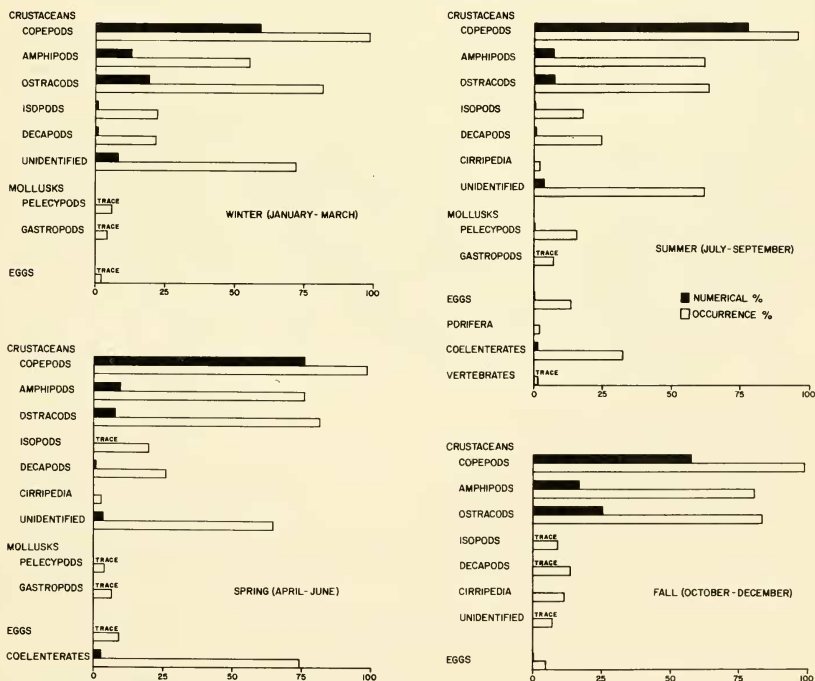 CRUSTACEANS
COPEPODS
AMPHIPODS
OSTRACODS
ISOPODS
DECAPODS
UNIDENTIFIED
MOLLUSKS
PELECYPODS TRACE
GASTROPODS TRACE
EGGS TRACE
WINTER (JANUARY - MARCH)
0 25 50 75 100
CRUSTACEANS
COPEPODS
AMPHIPODS
OSTRACODS
ISOPODS TRACE
DECAPODS
CIRRIPEDIA
UNIDENTIFIED
MOLLUSKS
PELECYPODS TRACE
GASTROPODS TRACE
EGGS TRACE
COELENTERATES
SPRING (APRIL - JUNE)
0 25 50 75 100
CRUSTACEANS
COPEPODS
AMPHIPODS
OSTRACODS
ISOPODS
DECAPODS
CIRRIPEDIA
UNIDENTIFIED
MOLLUSKS
PELECYPODS
GASTROPODS TRACE
EGGS
PORIFERA
COELENTERATES
VERTEBRATES TRACE
SUMMER (JULY - SEPTEMBER)
NUMERICAL %
OCCURRENCE %
0 25 50 75 100
CRUSTACEANS
COPEPODS
AMPHIPODS
OSTRACODS
ISOPODS TRACE
DECAPODS TRACE
CIRRIPEDIA
UNIDENTIFIED TRACE
EGGS
FALL (OCTOBER - DECEMBER)
0 25 50 75 100